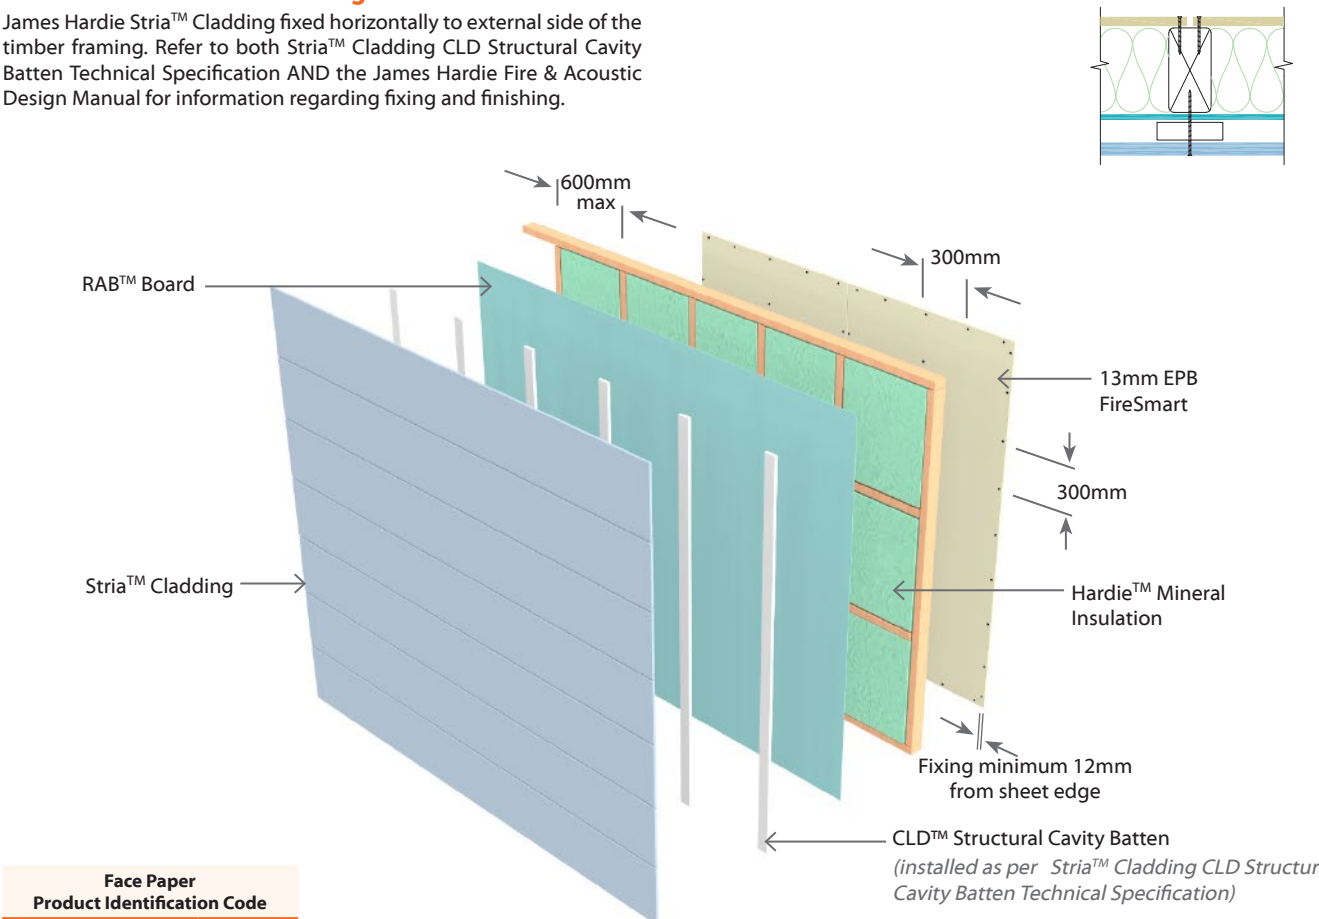 James Hardie Stria™ Cladding fixed horizontally to external side of the
timber framing. Refer to both Stria™ Cladding CLD Structural Cavity
Batten Technical Specification AND the James Hardie Fire & Acoustic
Design Manual for information regarding fixing and finishing.
600mm
max
300mm
RAB™ Board
13mm EPB
FireSmart
300mm
Stria™ Cladding
Hardie™ Mineral
Insulation
Fixing minimum 12mm
from sheet edge
CLD™ Structural Cavity Batten
(installed as per Stria™ Cladding CLD Structur
Cavity Batten Technical Specification)
Face Paper
Product Identification Code